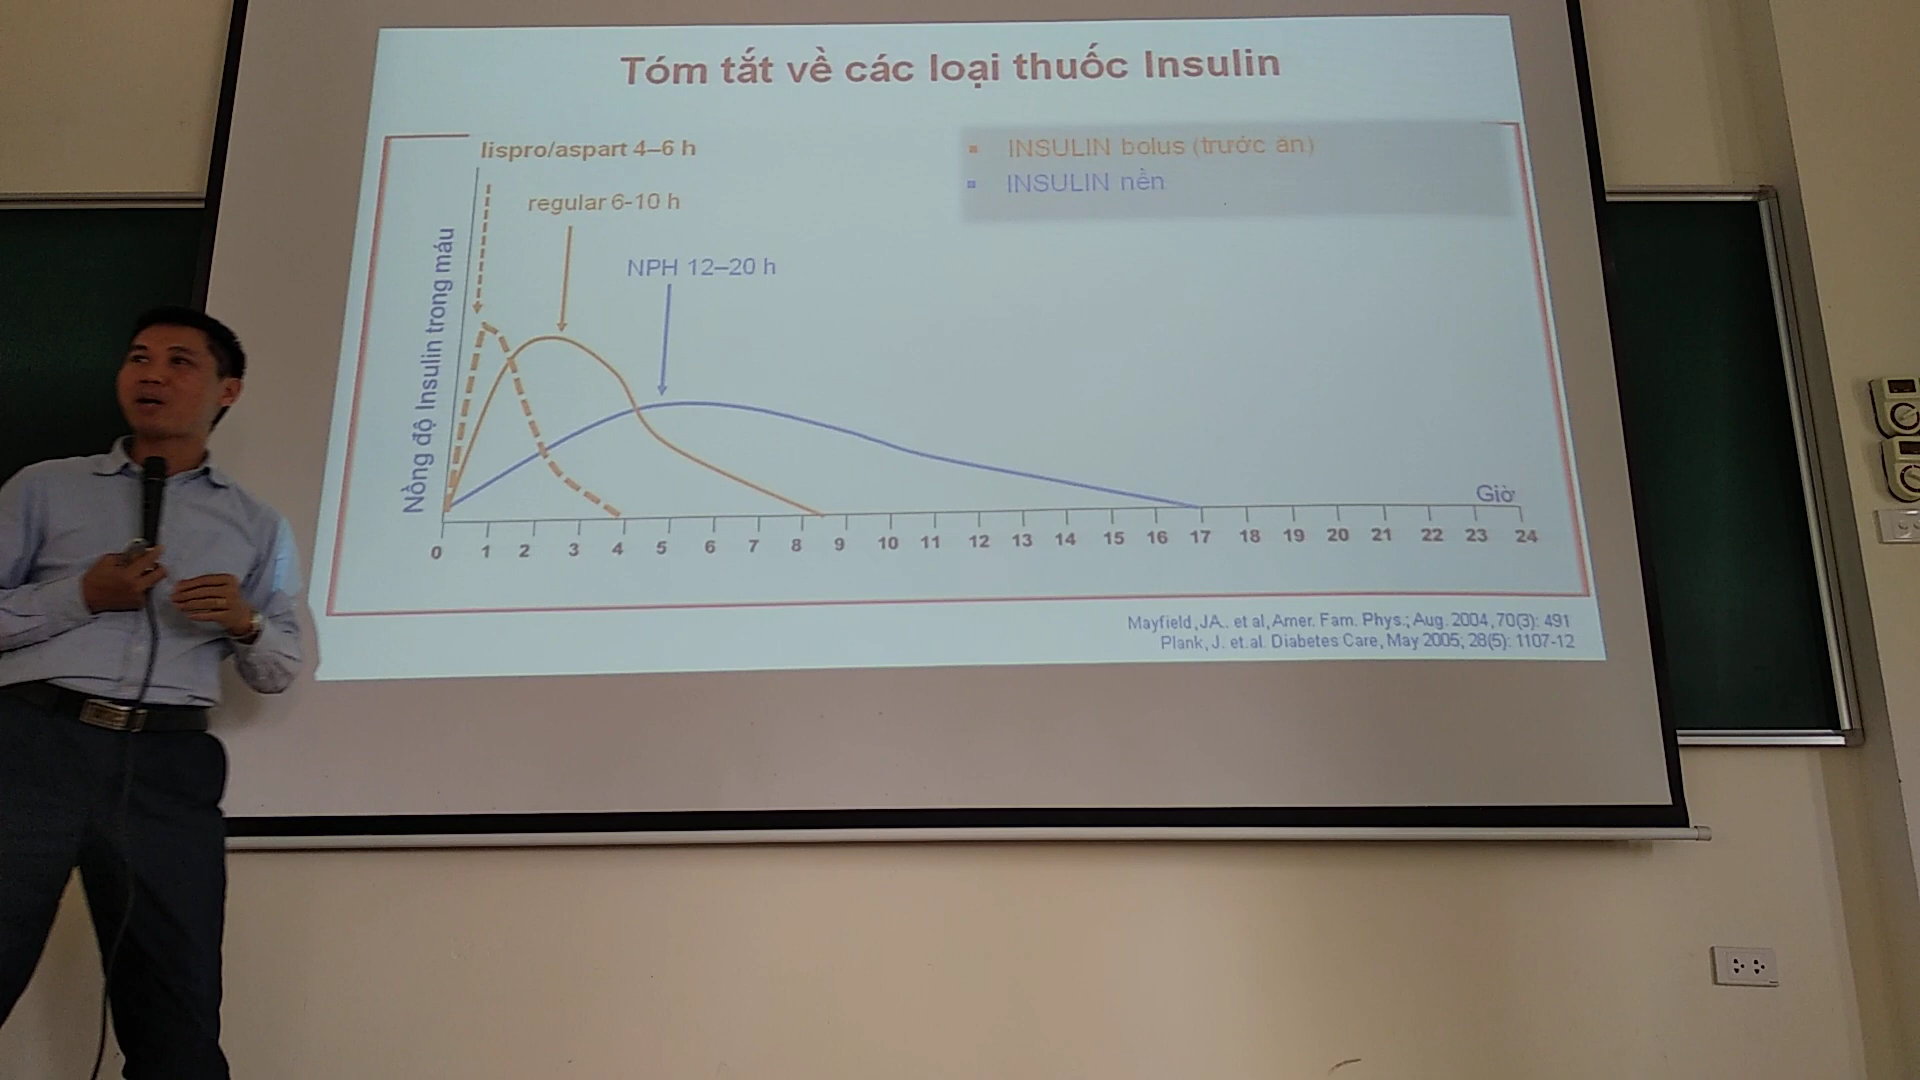 Tóm tắt về các loại thuốc Insulin
lispro/aspart 4–6 h
regular 6-10 h
NPH 12–20 h
INSULIN bolus (trước ăn)
INSULIN nền
Nồng độ Insulin trong máu
Giờ
0 1 2 3 4 5 6 7 8 9 10 11 12 13 14 15 16 17 18 19 20 21 22 23 24
Mayfield, JA.. et al, Amer. Fam. Phys.; Aug. 2004, 70(3): 491
Plank, J. et.al. Diabetes Care, May 2005; 28(5): 1107-12